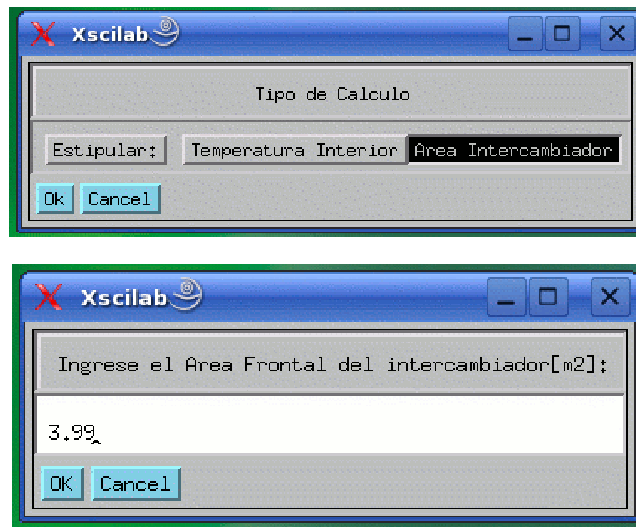 Xscilab
Tipo de Calculo
Estipular: Temperatura Interior Area Intercambiador
Ok Cancel
Xscilab
Ingrese el Area Frontal del intercambiador[m2]:
3.99
OK Cancel